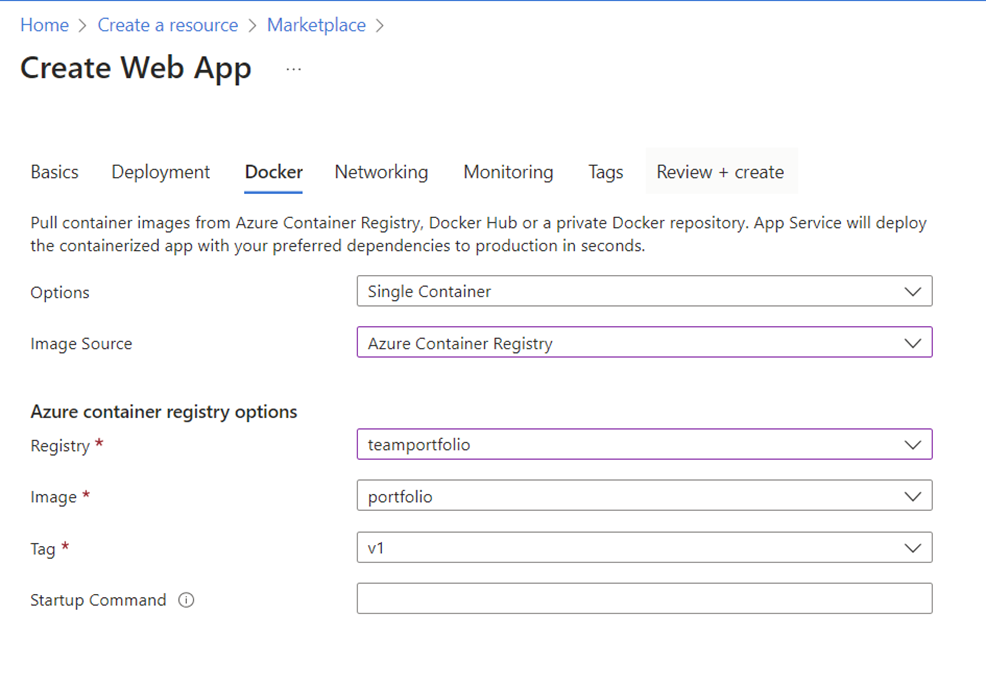 Home > Create a resource > Marketplace >
Create Web App ...
Basics Deployment Docker Networking Monitoring Tags Review + create
Pull container images from Azure Container Registry, Docker Hub or a private Docker repository. App Service will deploy
the containerized app with your preferred dependencies to production in seconds.
Options Single Container
Image Source Azure Container Registry
Azure container registry options
Registry * teamportfolio
Image * portfolio
Tag * v1
Startup Command